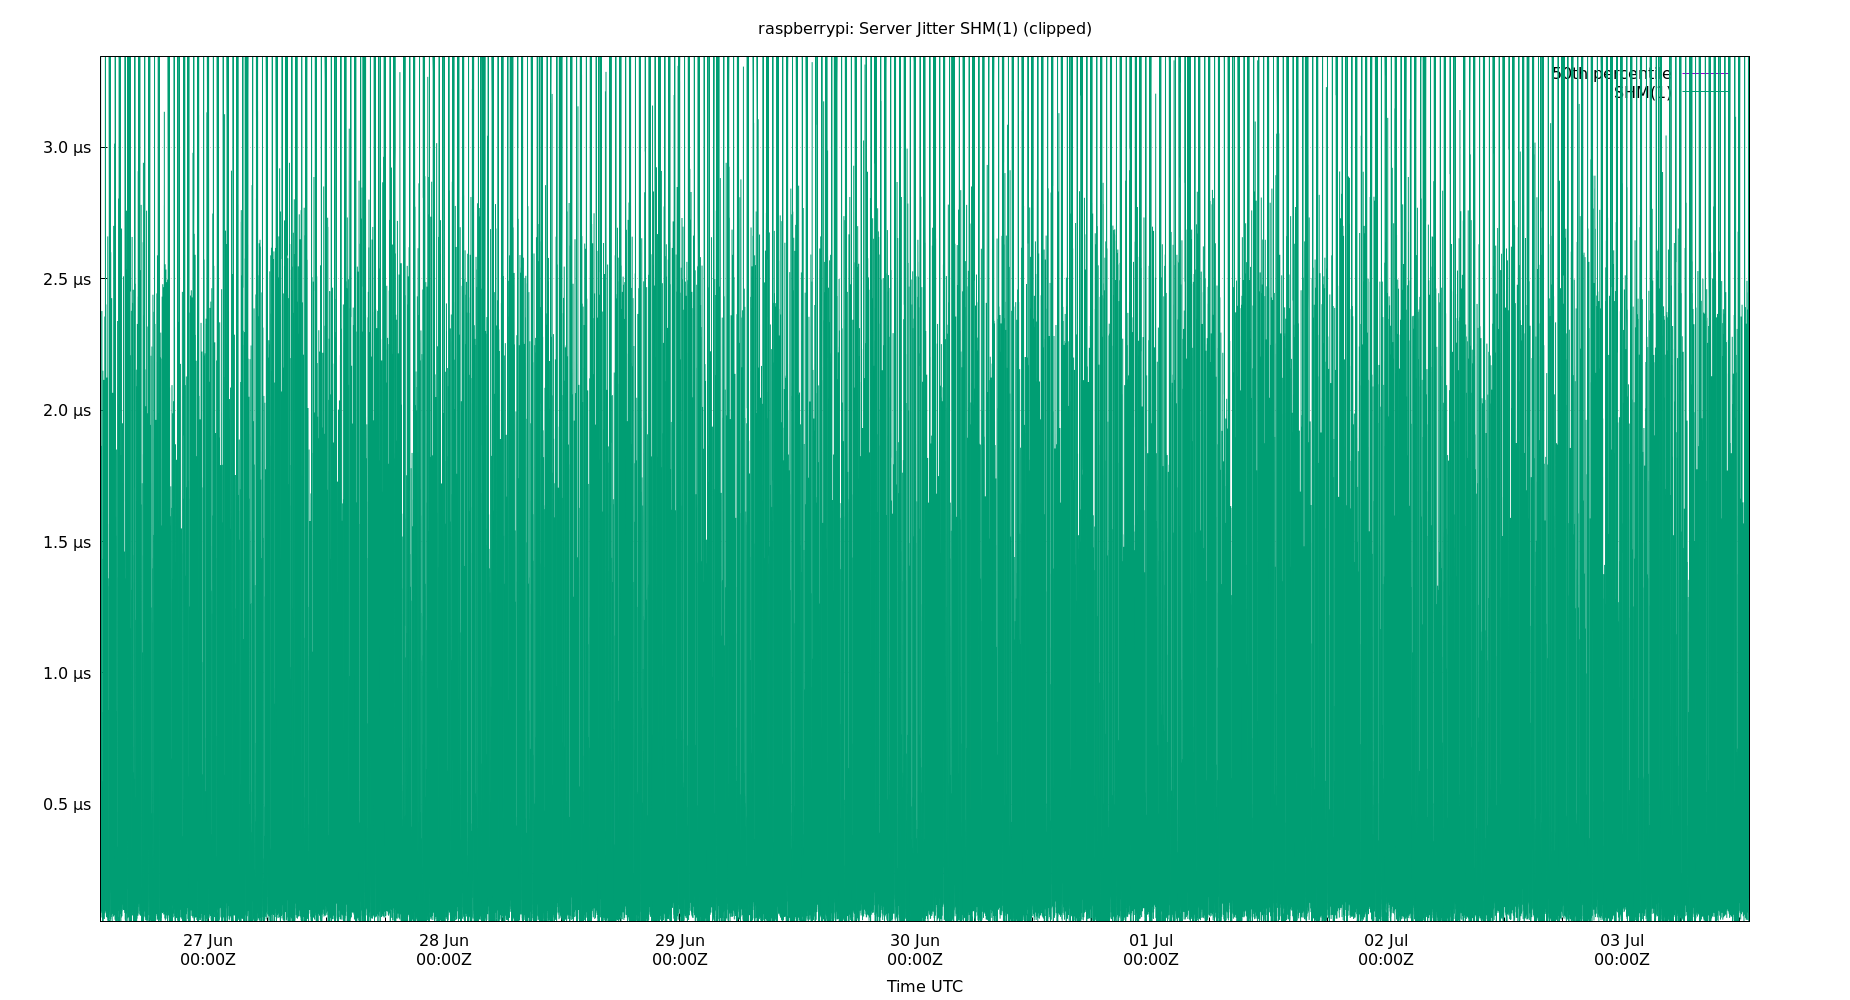 raspberrypi: Server Jitter SHM(1) (clipped)
50th percentile
SHM(1)
3.0 µs
2.5 µs
2.0 µs
1.5 µs
1.0 µs
0.5 µs
27 Jun 28 Jun 29 Jun 30 Jun 01 Jul 02 Jul 03 Jul
00:00Z 00:00Z 00:00Z 00:00Z 00:00Z 00:00Z 00:00Z
Time UTC